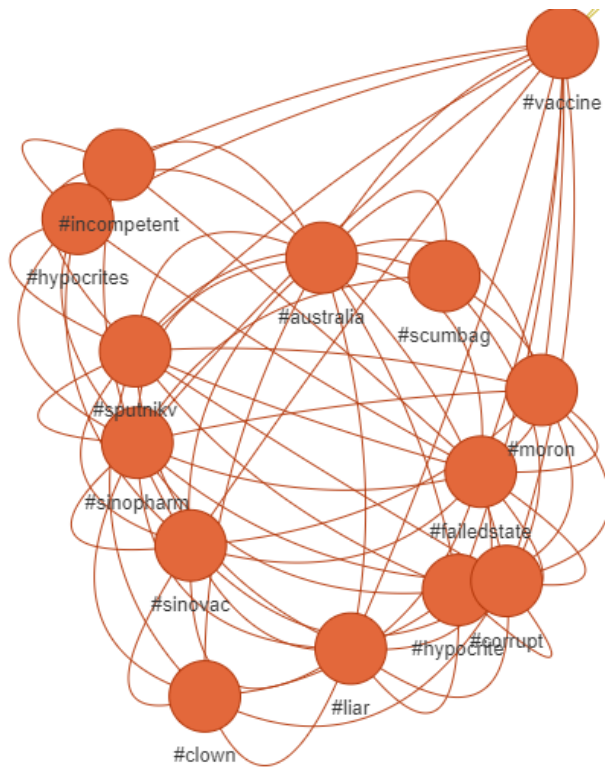 #vaccine
#incompetent
#hypocrites
#australia
#scumbag
#sputnikv
#moron
#sinopharm
#failedstate
#sinovac
#hypocrite
#corrupt
#liar
#clown